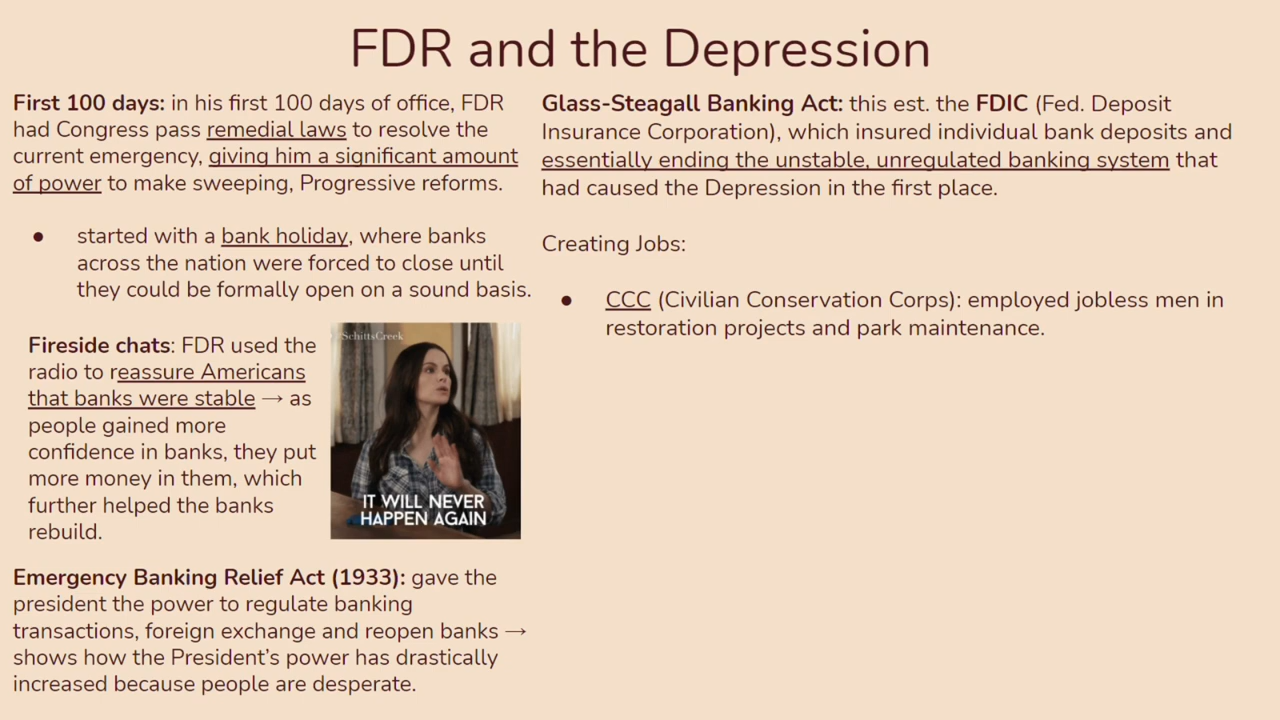 FDR and the Depression
First 100 days: in his first 100 days of office, FDR
had Congress pass remedial laws to resolve the
current emergency, giving him a significant amount
of power to make sweeping, Progressive reforms.
● started with a bank holiday, where banks
across the nation were forced to close until
they could be formally open on a sound basis.
Fireside chats: FDR used the
radio to reassure Americans
that banks were stable → as
people gained more
confidence in banks, they put
more money in them, which
further helped the banks
rebuild.
SchittsCreek
IT WILL NEVER
HAPPEN AGAIN
Emergency Banking Relief Act (1933): gave the
president the power to regulate banking
transactions, foreign exchange and reopen banks →
shows how the President's power has drastically
increased because people are desperate.
Glass-Steagall Banking Act: this est. the FDIC (Fed. Deposit
Insurance Corporation), which insured individual bank deposits and
essentially ending the unstable, unregulated banking system that
had caused the Depression in the first place.
Creating Jobs:
● CCC (Civilian Conservation Corps): employed jobless men in
restoration projects and park maintenance.